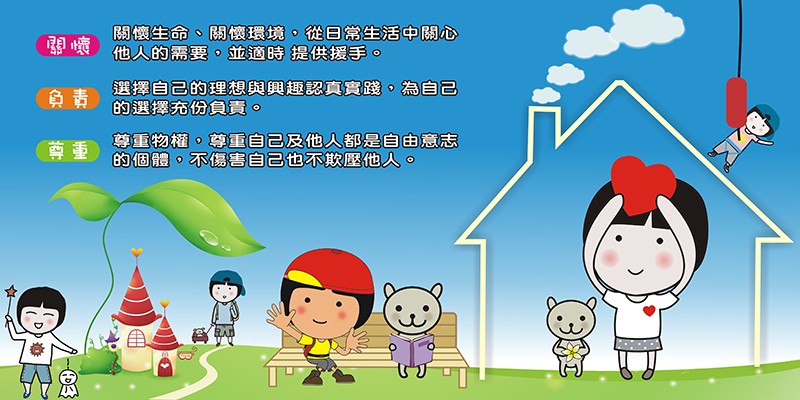 關懷
關懷生命、關懷環境，從日常生活中關心
他人的需要，並適時 提供援手。
負責
選擇自己的理想與興趣認真實踐，為自己
的選擇充份負責。
尊重
尊重物權，尊重自己及他人都是自由意志
的個體，不傷害自己也不欺壓他人。